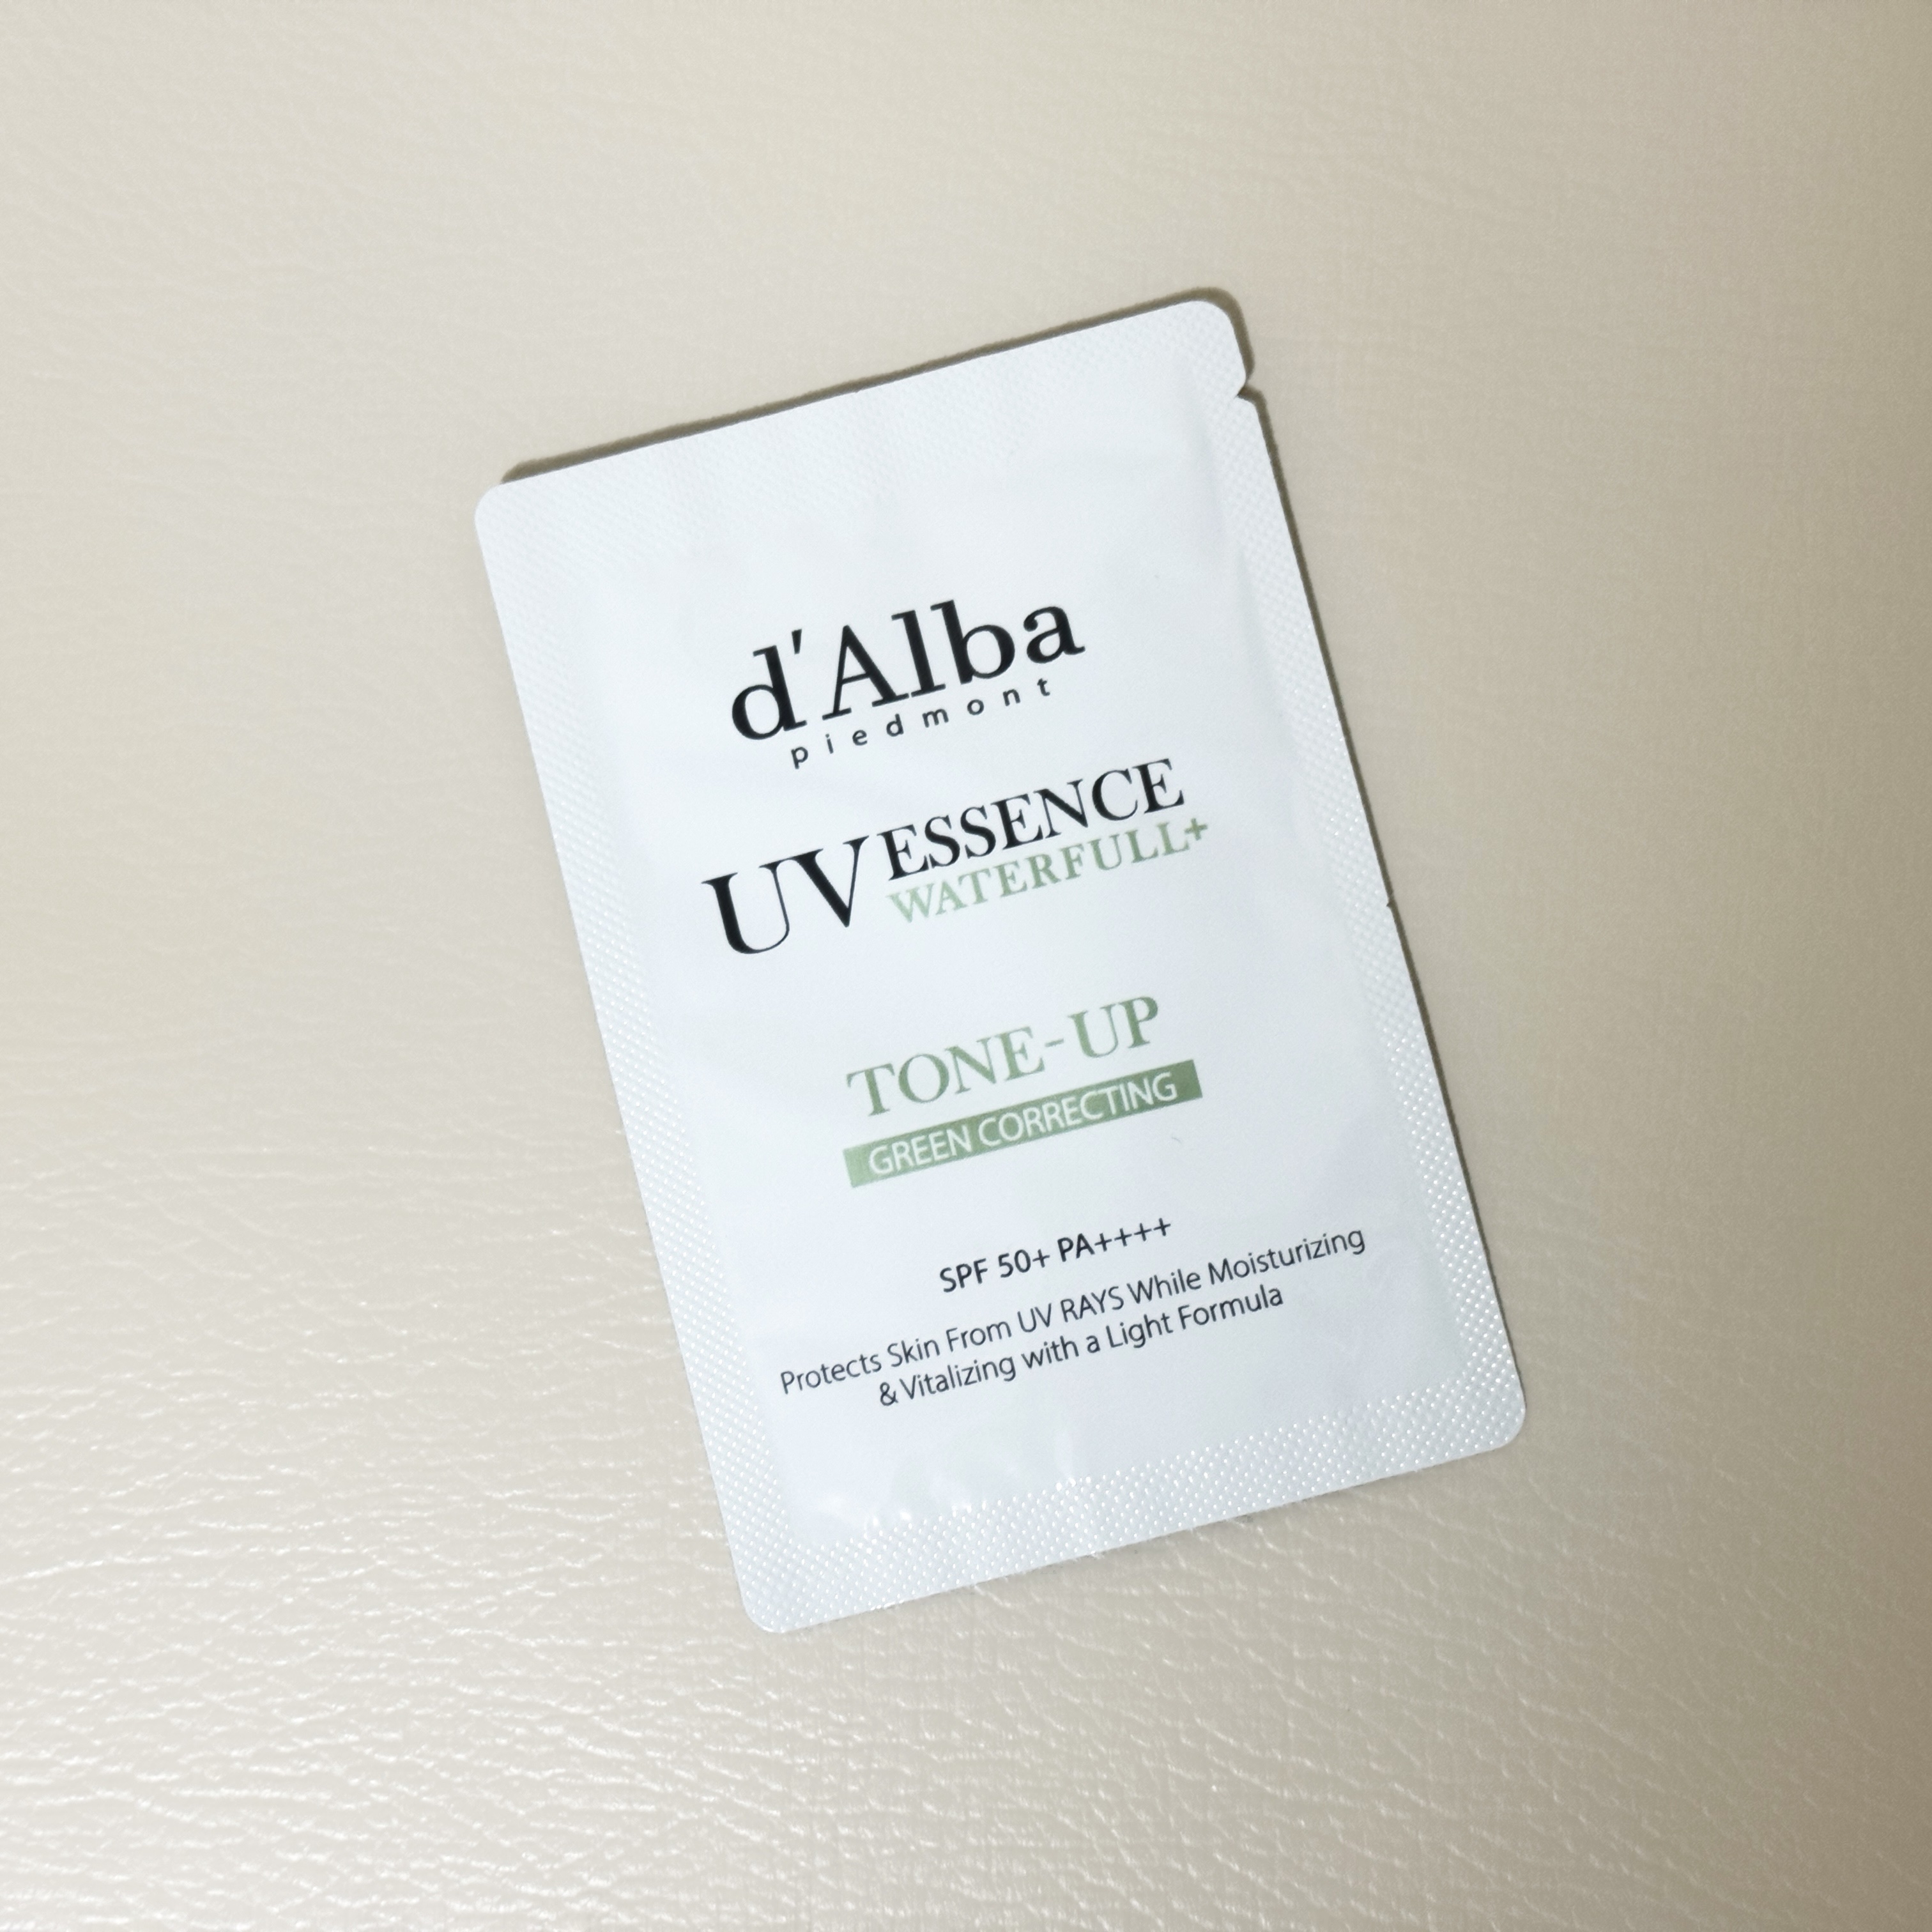 d'Alba
piedmont
UV ESSENCE
WATERFULL+
TONE-UP
GREEN CORRECTING
SPF 50+ PA++++
Protects Skin From UV RAYS While Moisturizing
& Vitalizing with a Light Formula